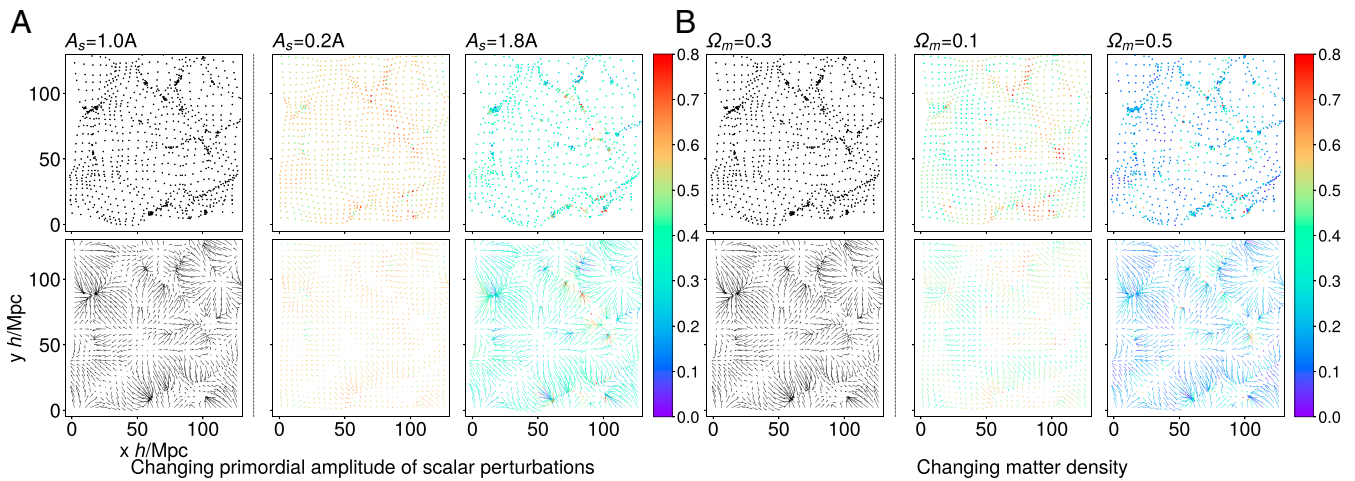 A
B
A_s=1.0A
A_s=0.2A
A_s=1.8A
Ω_m=0.3
Ω_m=0.1
Ω_m=0.5
100
50
0
100
50
0
y h/Mpc
0 50 100
0 50 100
0 50 100
0.8
0.7
0.6
0.5
0.4
0.3
0.2
0.1
0.0
0 50 100
0 50 100
0 50 100
0.8
0.7
0.6
0.5
0.4
0.3
0.2
0.1
0.0
x h/Mpc
Changing primordial amplitude of scalar perturbations
Changing matter density